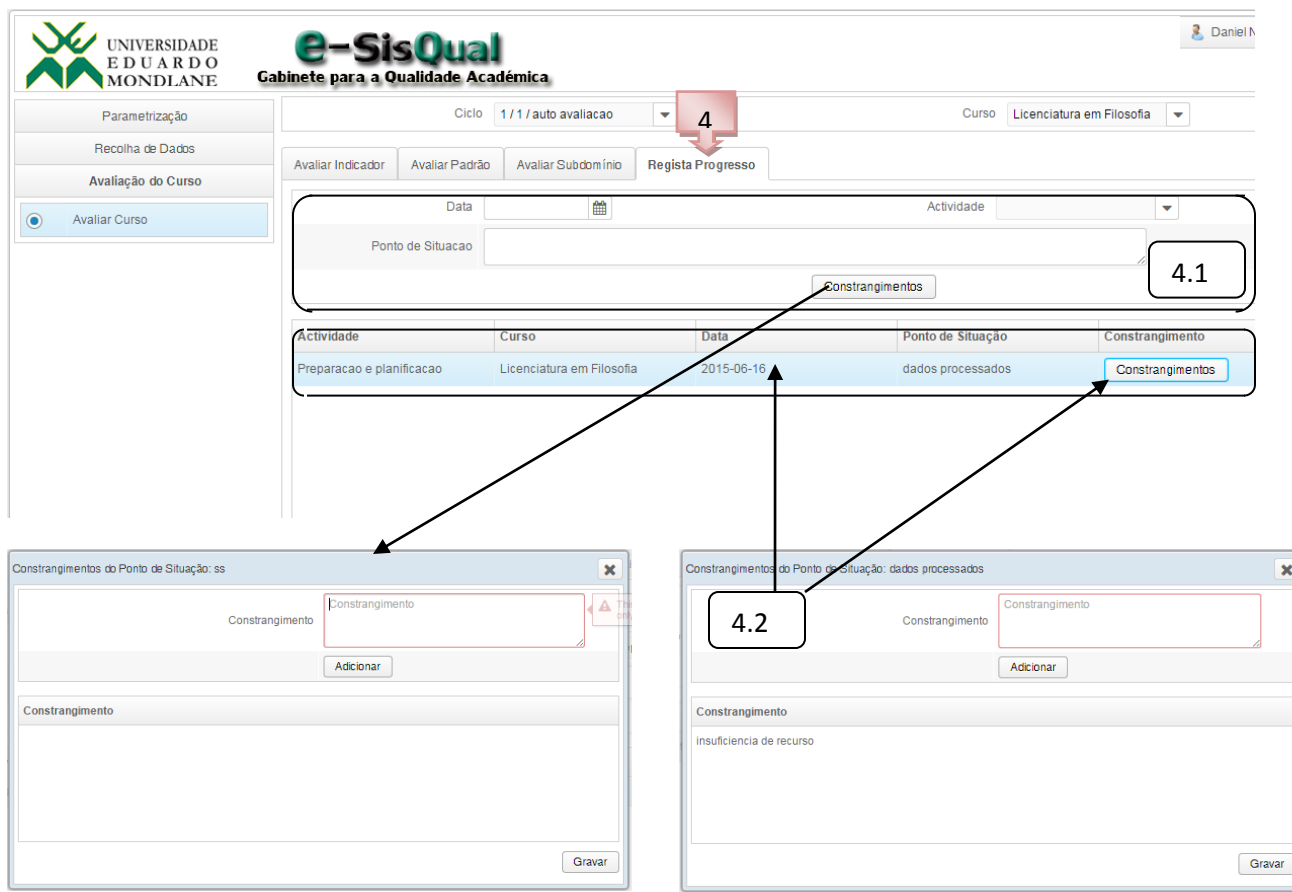 UNIVERSIDADE
EDUARDO
MONDLANE
e-SisQual
Gabinete para a Qualidade Académica
Daniel N
Parametrização
Recolha de Dados
Avaliação do Curso
Avaliar Curso
Ciclo 1 / 1 / auto avaliacao
4
Curso Licenciatura em Filosofia
Avaliar Indicador Avaliar Padrão Avaliar Subdomínio Regista Progresso
Data Actividade
Ponto de Situacao
4.1
Constrangimentos
Actividade Curso Data Ponto de Situação Constrangimento
Preparacao e planificacao Licenciatura em Filosofia 2015-06-16 dados processados Constrangimentos
Constrangimentos do Ponto de Situação: ss
Constrangimento
Constrangimento
Adicionar
Constrangimento
Gravar
Constrangimentos do Ponto de Situação: dados processados
4.2
Constrangimento
Constrangimento
Adicionar
Constrangimento
insuficiencia de recurso
Gravar